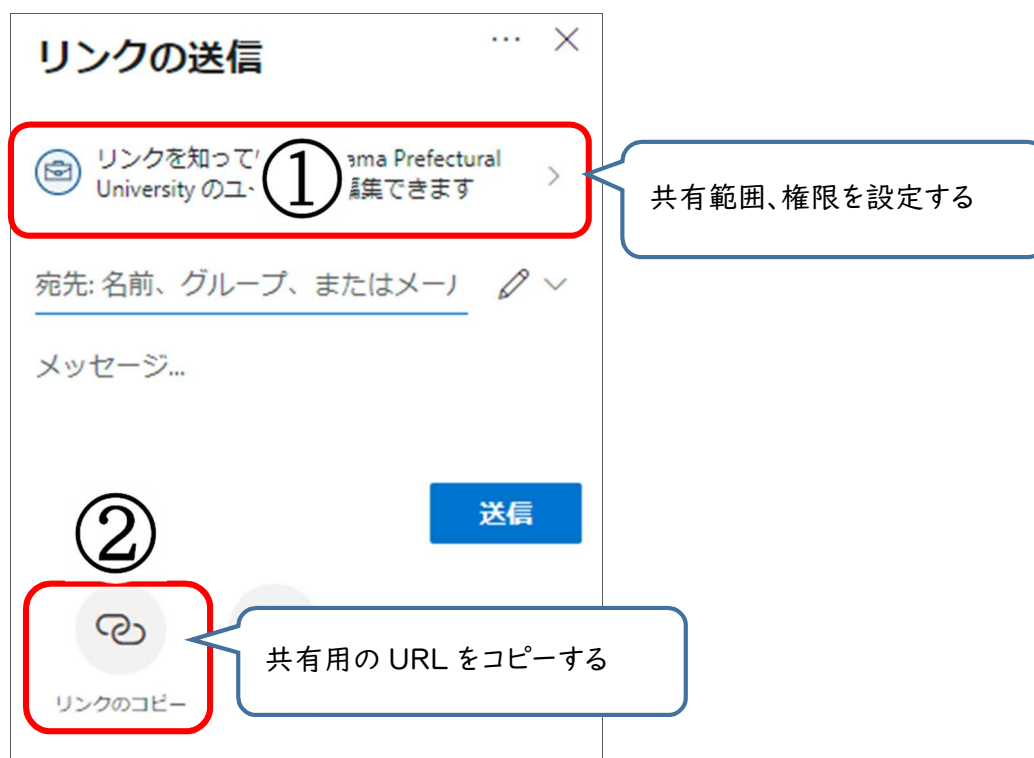 リンクの送信
リンクを知って ama Prefectural
University のユ 編集できます
①
共有範囲、権限を設定する
宛先: 名前、グループ、またはメー
メッセージ...
送信
②
共有用の URL をコピーする
リンクのコピー